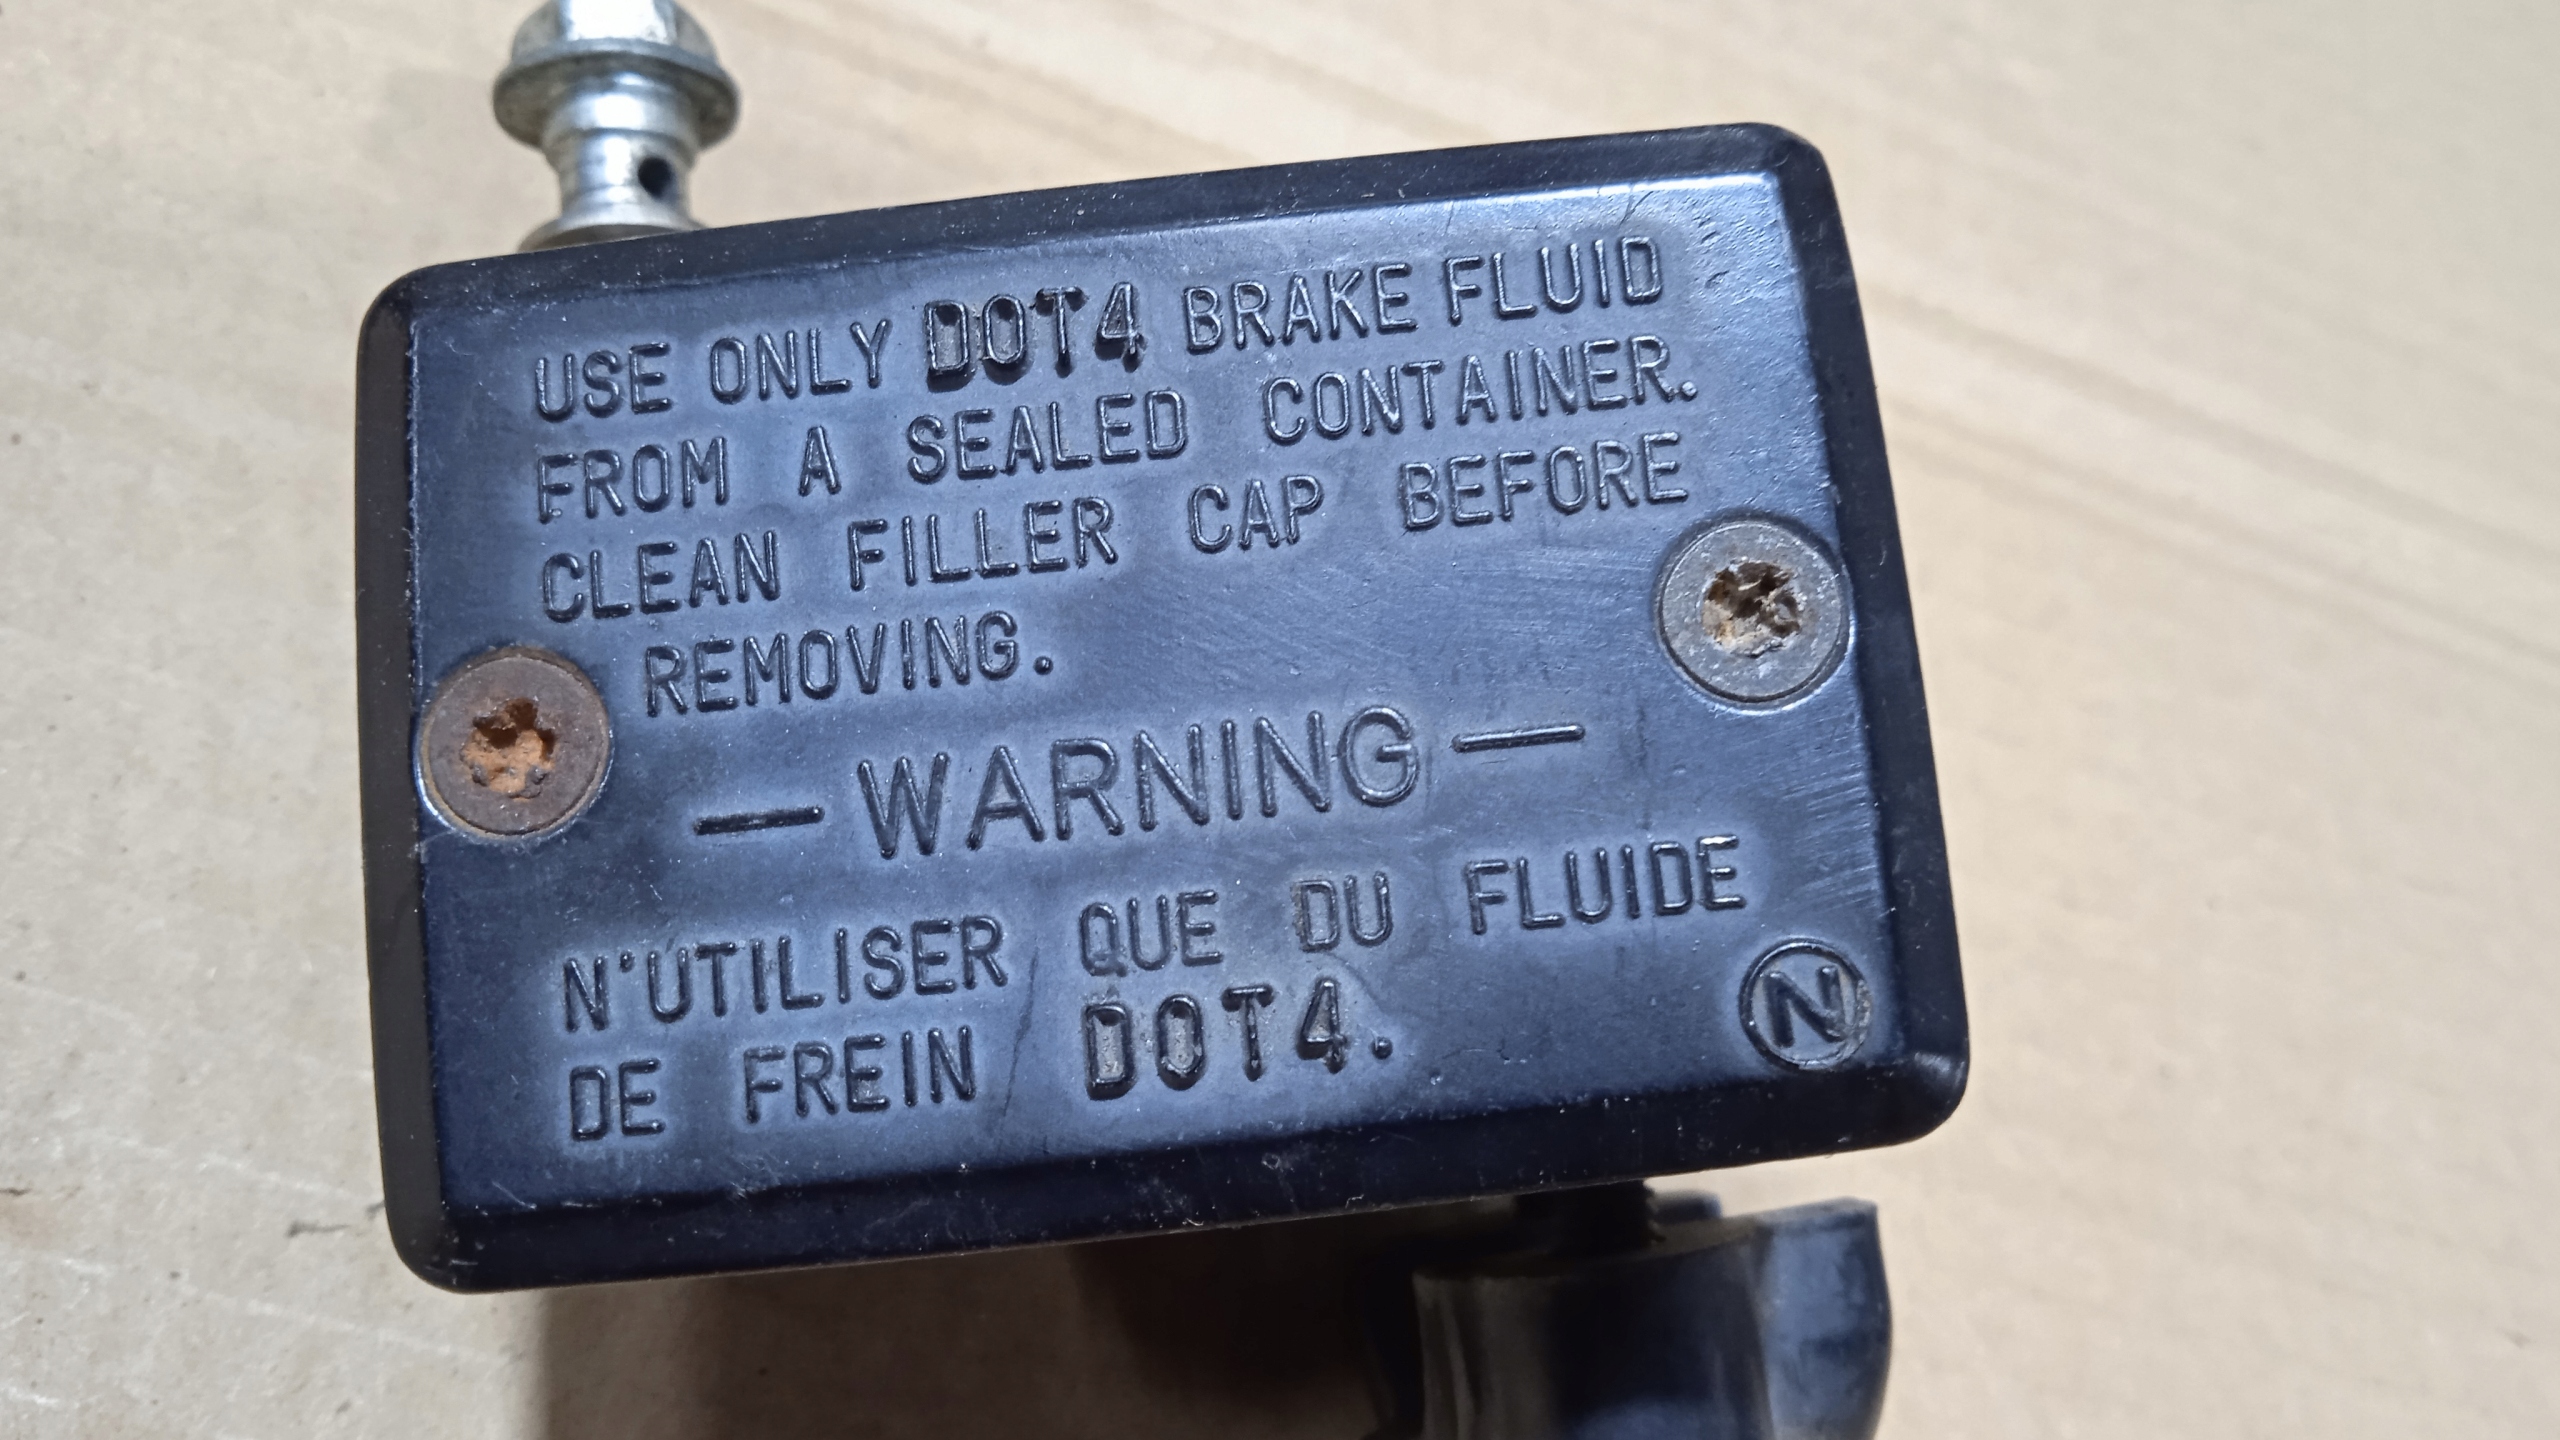 USE ONLY DOT4 BRAKE FLUID
FROM A SEALED CONTAINER.
CLEAN FILLER CAP BEFORE
REMOVING.
— WARNING —
N'UTILISER QUE DU FLUIDE
DE FREIN DOT4.
N